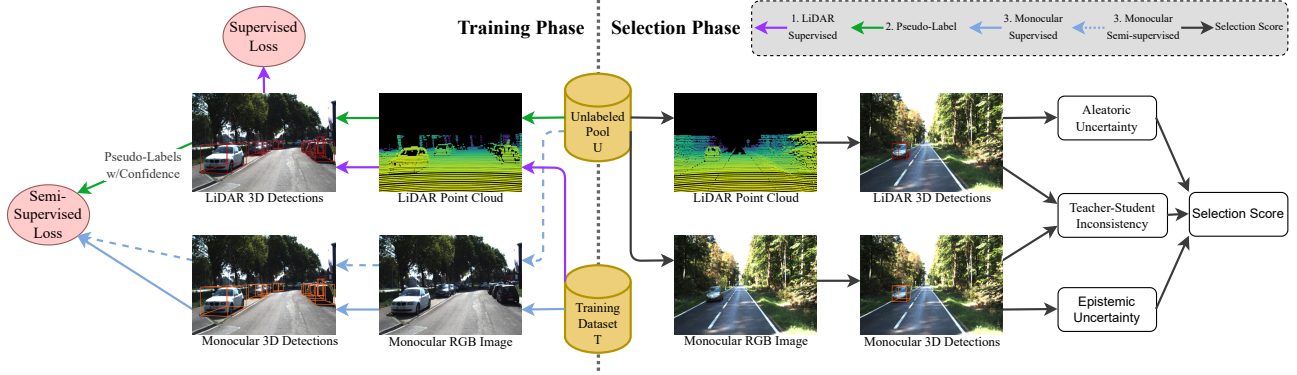 Training Phase
Selection Phase
1. LiDAR
Supervised
2. Pseudo-Label
3. Monocular
Supervised
3. Monocular
Semi-supervised
Selection Score
Supervised
Loss
Pseudo-Labels
w/Confidence
Semi-
Supervised
Loss
LiDAR 3D Detections
LiDAR Point Cloud
Unlabeled
Pool
U
Monocular 3D Detections
Monocular RGB Image
Training
Dataset
T
LiDAR Point Cloud
LiDAR 3D Detections
Monocular RGB Image
Monocular 3D Detections
Aleatoric
Uncertainty
Teacher-Student
Inconsistency
Epistemic
Uncertainty
Selection Score